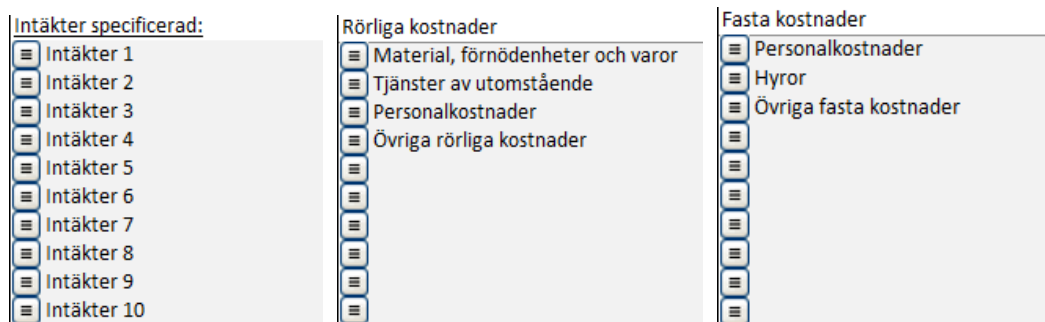 Intäkter specificerad:
Intäkter 1
Intäkter 2
Intäkter 3
Intäkter 4
Intäkter 5
Intäkter 6
Intäkter 7
Intäkter 8
Intäkter 9
Intäkter 10
Rörliga kostnader
Material, förnödenheter och varor
Tjänster av utomstående
Personalkostnader
Övriga rörliga kostnader
Fasta kostnader
Personalkostnader
Hyror
Övriga fasta kostnader